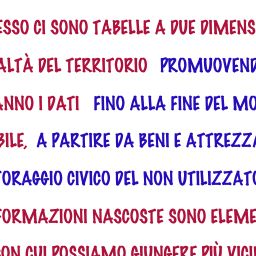 ESSO CI SONO TABELLE A DUE DIMENS
ALTÀ DEL TERRITORIO PROMUOVEND
ANNO I DATI FINO ALLA FINE DEL MO
BILE, A PARTIRE DA BENI E ATTREZZA
TORAGGIO CIVICO DEL NON UTILIZZATO
FORMAZIONI NASCOSTE SONO ELEME
CON CUI POSSIAMO GIUNGERE PIÙ VICI